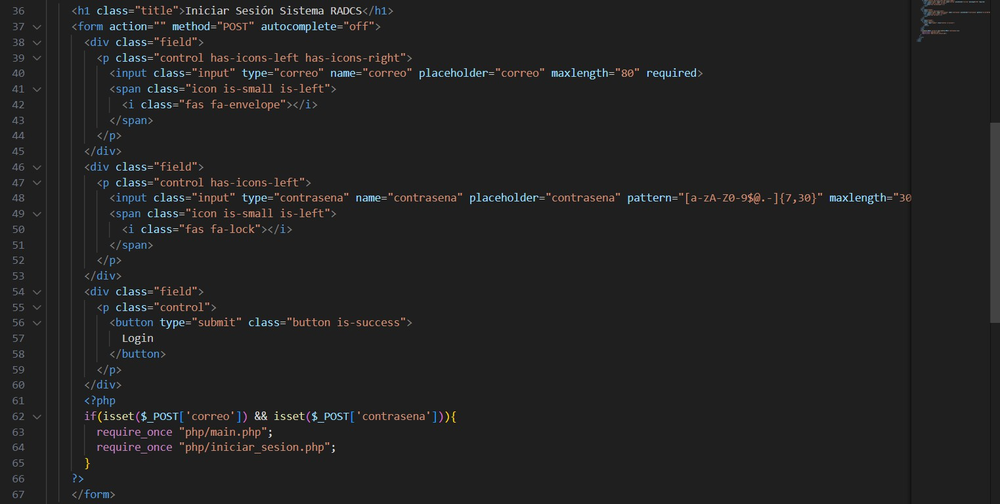 36 <h1 class="title">Iniciar Sesión Sistema RADCS</h1>
37 <form action="" method="POST" autocomplete="off">
38 <div class="field">
39 <p class="control has-icons-left has-icons-right">
40 <input class="input" type="correo" name="correo" placeholder="correo" maxlength="80" required>
41 <span class="icon is-small is-left">
42 <i class="fas fa-envelope"></i>
43 </span>
44 </p>
45 </div>
46 <div class="field">
47 <p class="control has-icons-left">
48 <input class="input" type="contrasena" name="contrasena" placeholder="contrasena" pattern="[a-zA-Z0-9$@.-]{7,30}" maxlength="30
49 <span class="icon is-small is-left">
50 <i class="fas fa-lock"></i>
51 </span>
52 </p>
53 </div>
54 <div class="field">
55 <p class="control">
56 <button type="submit" class="button is-success">
57 Login
58 </button>
59 </p>
60 </div>
61 <?php
62 if(isset($_POST['correo']) && isset($_POST['contrasena'])){
63 require_once "php/main.php";
64 require_once "php/iniciar_sesion.php";
65 }
66 ?>
67 </form>